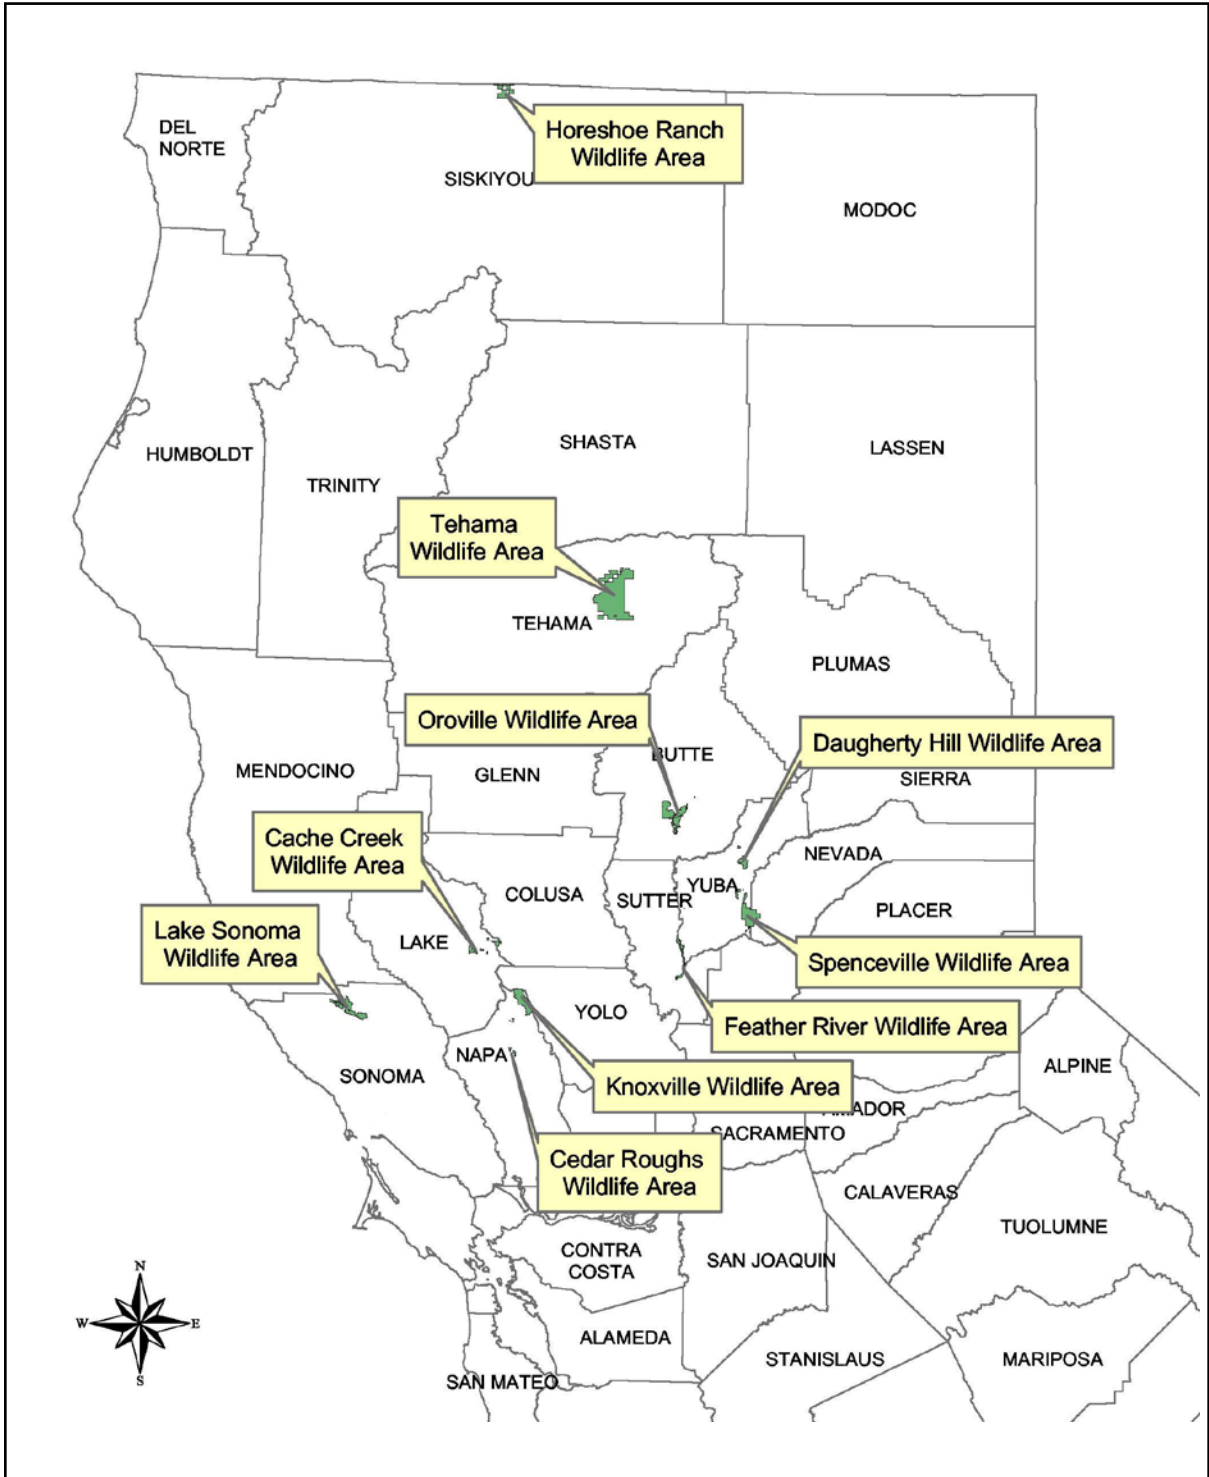 DEL
NORTE
Horeshoe Ranch
Wildlife Area
SISKIYOU
MODOC
HUMBOLDT
TRINITY
SHASTA
LASSEN
Tehama
Wildlife Area
TEHAMA
PLUMAS
Oroville Wildlife Area
BUTTE
Daugherty Hill Wildlife Area
SIERRA
MENDOCINO
GLENN
Cache Creek
Wildlife Area
NEVADA
COLUSA
SUTTER
YUBA
PLACER
Lake Sonoma
Wildlife Area
LAKE
Spenceville Wildlife Area
YOLO
Feather River Wildlife Area
NAPA
SONOMA
Knoxville Wildlife Area
ALPINE
AMADOR
SACRAMENTO
Cedar Roughs
Wildlife Area
CALAVERAS
TUOLUMNE
CONTRA
COSTA
SAN JOAQUIN
N
W
E
S
ALAMEDA
STANISLAUS
MARIPOSA
SAN MATEO